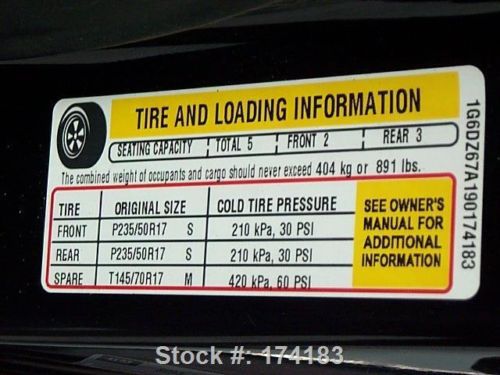 TIRE AND LOADING INFORMATION
SEATING CAPACITY TOTAL 5 FRONT 2 REAR 3
The combined weight of occupants and cargo should never exceed 404 kg or 891 lbs.
TIRE ORIGINAL SIZE COLD TIRE PRESSURE
FRONT P235/50R17 S 210 kPa, 30 PSI
REAR P235/50R17 S 210 kPa, 30 PSI
SPARE T145/70R17 M 420 kPa, 60 PSI
SEE OWNER'S
MANUAL FOR
ADDITIONAL
INFORMATION
1G6DZ67A190174183
Stock #: 174183